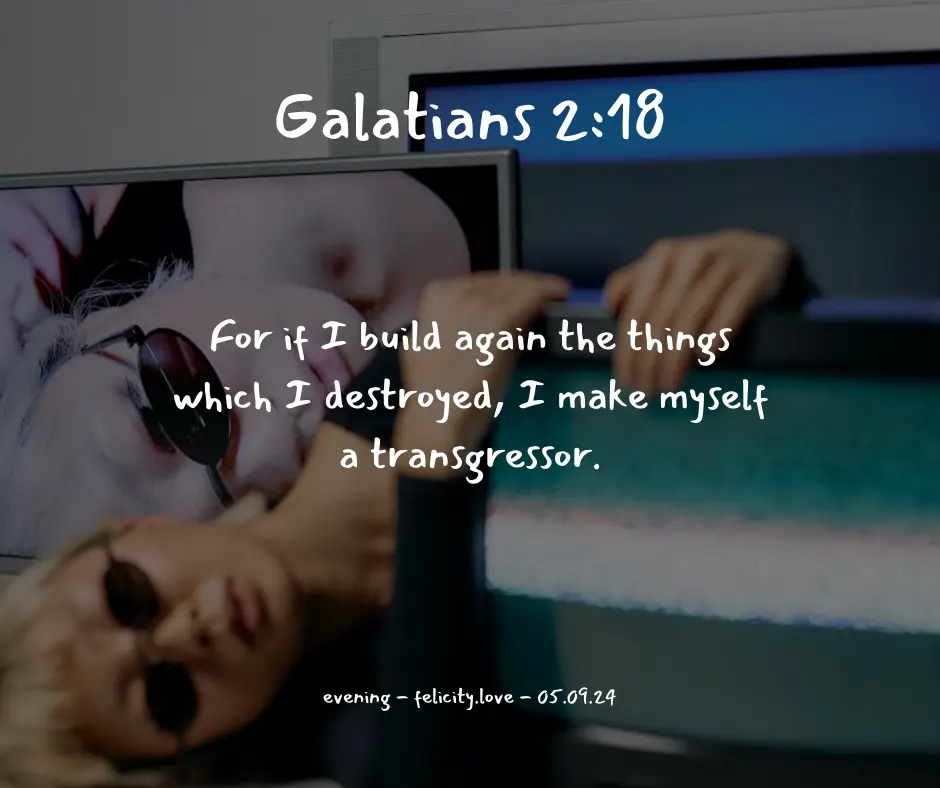 Galatians 2:18
For if I build again the things
which I destroyed, I make myself
a transgressor.
evening - felicity.love - 05.09.24